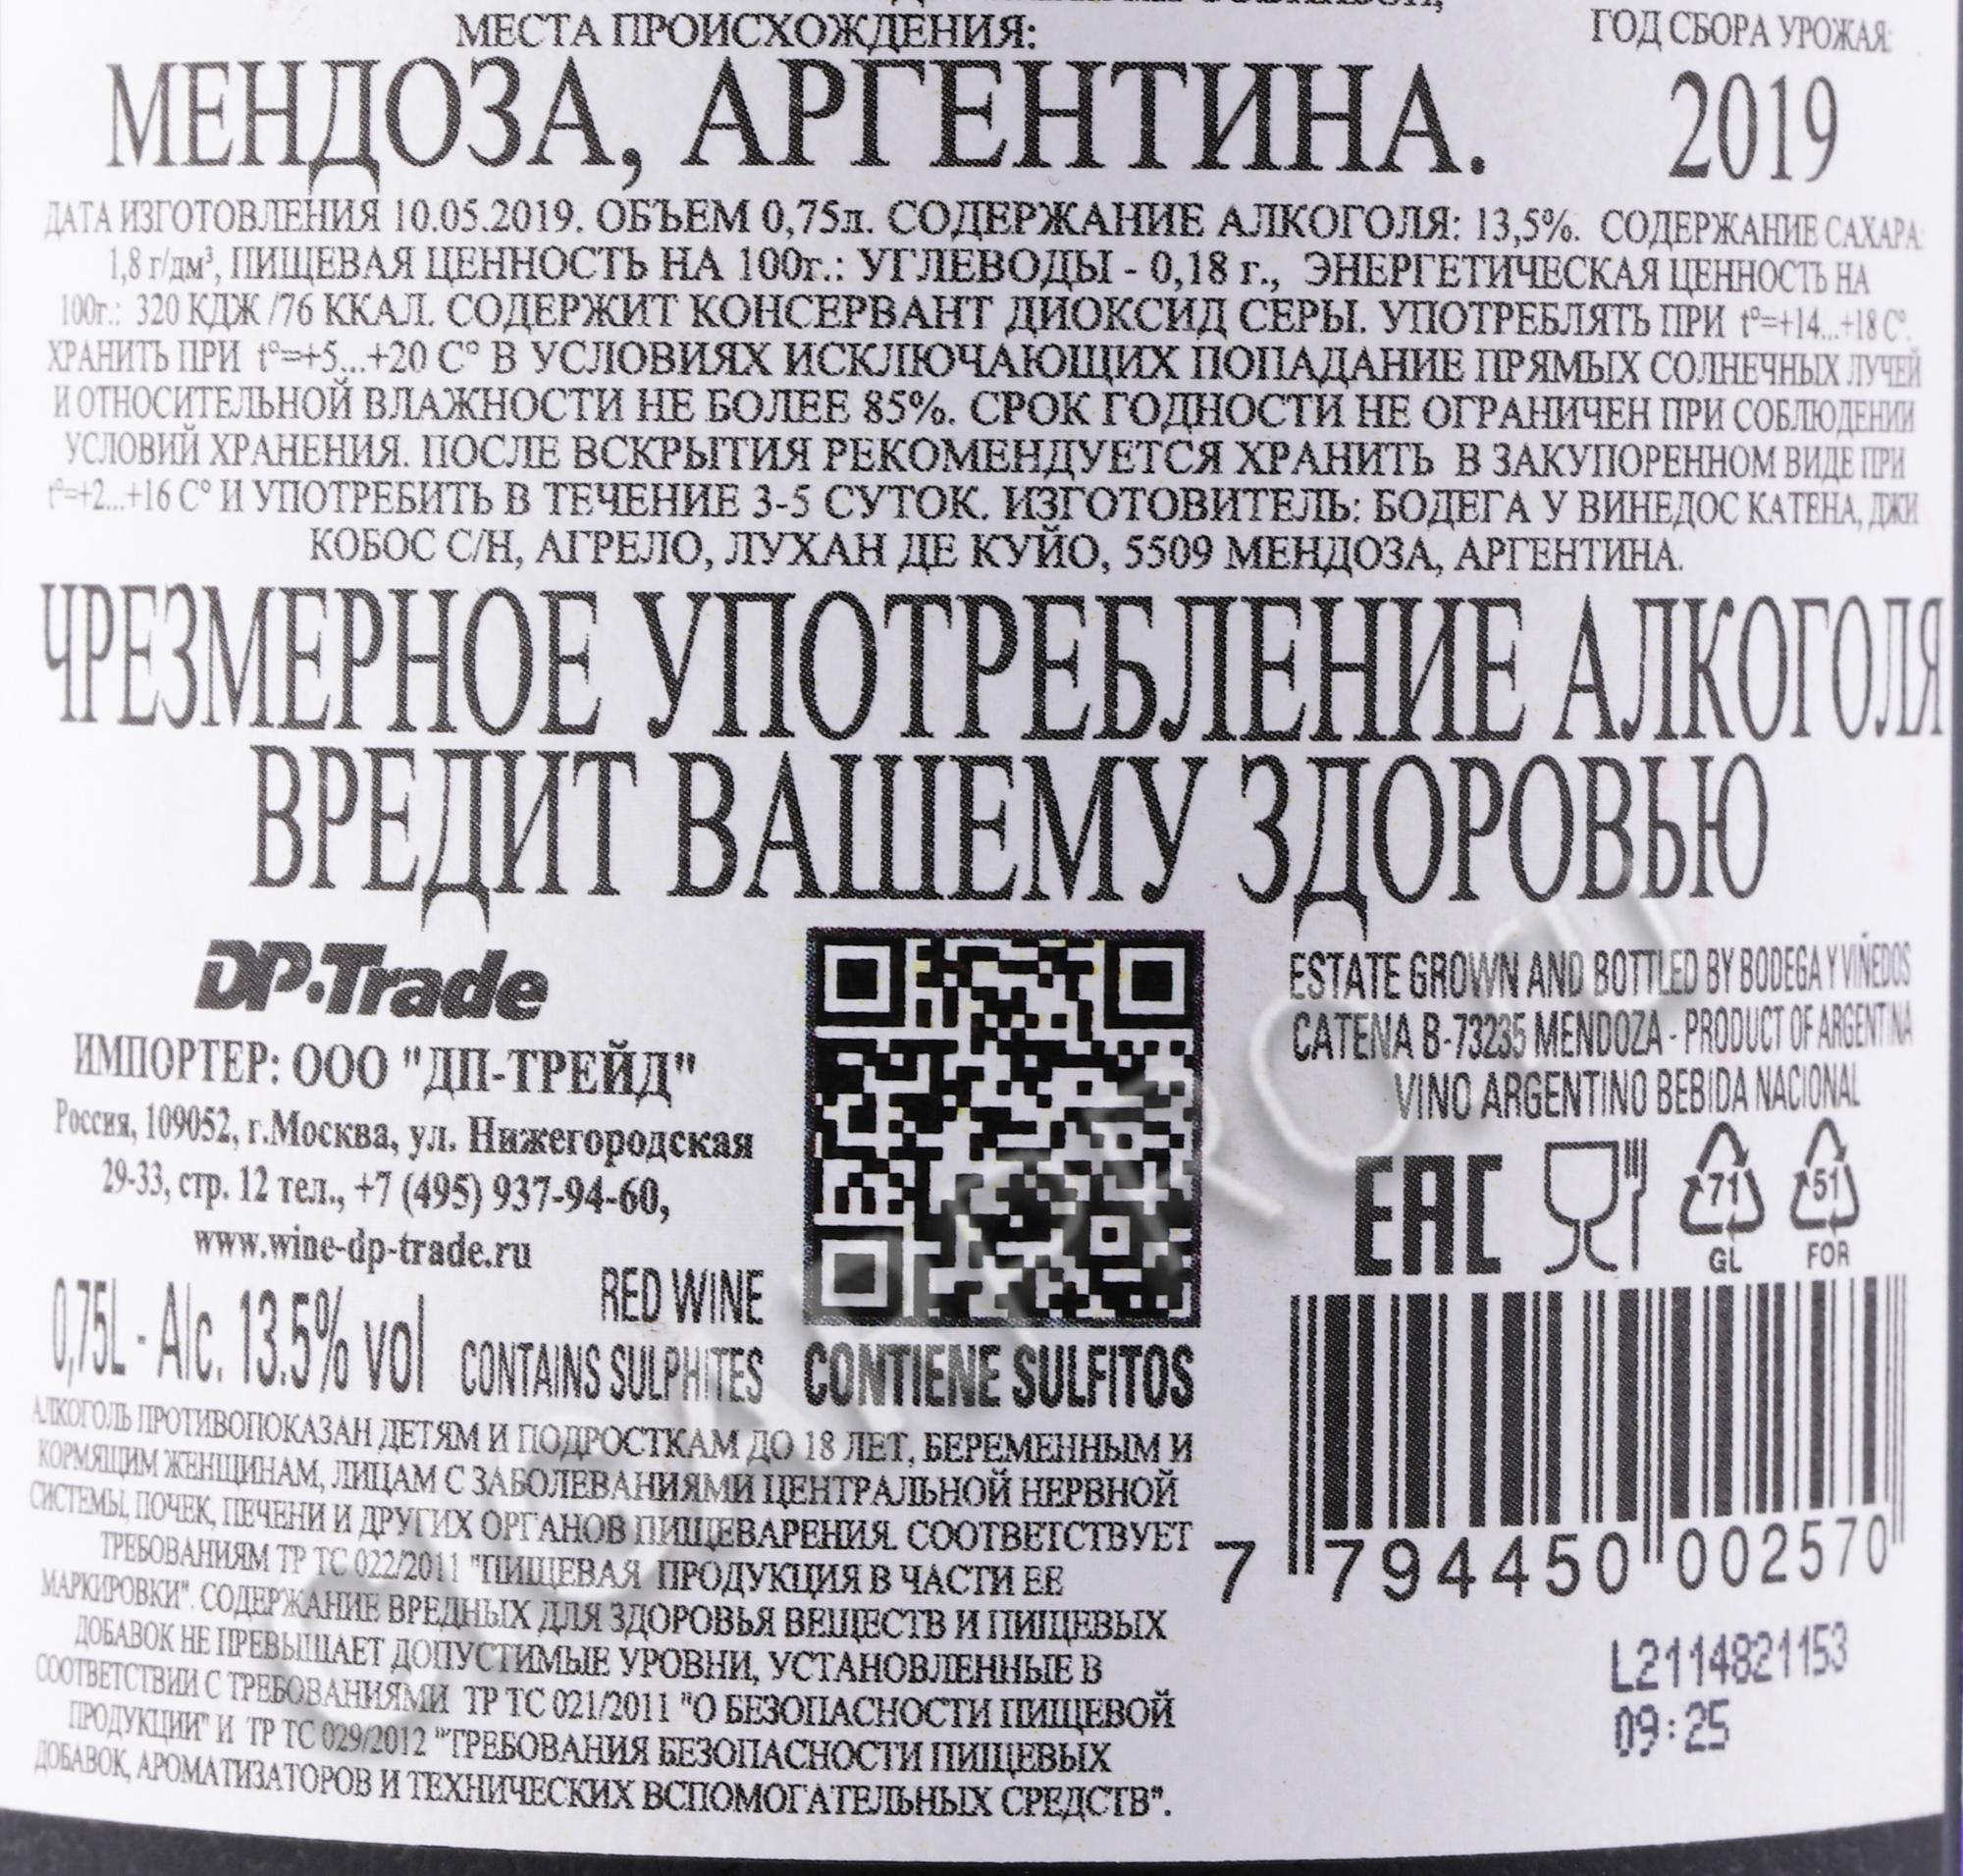 МЕСТА ПРОИСХОЖДЕНИЯ:
ГОД СБОРА УРОЖАЯ:
МЕНДОЗА, АРГЕНТИНА.
2019
ДАТА ИЗГОТОВЛЕНИЯ 10.05.2019. ОБЪЕМ 0,75л. СОДЕРЖАНИЕ АЛКОГОЛЯ: 13,5%. СОДЕРЖАНИЕ САХАРА:
1,8 г/дм³, ПИЩЕВАЯ ЦЕННОСТЬ НА 100г.: УГЛЕВОДЫ - 0,18 г., ЭНЕРГЕТИЧЕСКАЯ ЦЕННОСТЬ НА
100г.: 320 КДЖ /76 ККАЛ. СОДЕРЖИТ КОНСЕРВАНТ ДИОКСИД СЕРЫ. УПОТРЕБЛЯТЬ ПРИ t°=+14...+18 С°.
ХРАНИТЬ ПРИ t°=+5...+20 С° В УСЛОВИЯХ ИСКЛЮЧАЮЩИХ ПОПАДАНИЕ ПРЯМЫХ СОЛНЕЧНЫХ ЛУЧЕЙ
И ОТНОСИТЕЛЬНОЙ ВЛАЖНОСТИ НЕ БОЛЕЕ 85%. СРОК ГОДНОСТИ НЕ ОГРАНИЧЕН ПРИ СОБЛЮДЕНИИ
УСЛОВИЙ ХРАНЕНИЯ. ПОСЛЕ ВСКРЫТИЯ РЕКОМЕНДУЕТСЯ ХРАНИТЬ В ЗАКУПОРЕННОМ ВИДЕ ПРИ
t°=+2...+16 С° И УПОТРЕБИТЬ В ТЕЧЕНИЕ 3-5 СУТОК. ИЗГОТОВИТЕЛЬ: БОДЕГА У ВИНЕДОС КАТЕНА, ДЖИ
КОБОС С/Н, АГРЕЛО, ЛУХАН ДЕ КУЙО, 5509 МЕНДОЗА, АРГЕНТИНА.
ЧРЕЗМЕРНОЕ УПОТРЕБЛЕНИЕ АЛКОГОЛЯ
ВРЕДИТ ВАШЕМУ ЗДОРОВЬЮ
DP-Trade
ИМПОРТЕР: ООО "ДП-ТРЕЙД"
Россия, 109052, г.Москва, ул. Нижегородская
29-33, стр. 12 тел., +7 (495) 937-94-60,
www.wine-dp-trade.ru
RED WINE
0,75L - Alc. 13.5% vol
CONTAINS SULPHITES
CONTIENE SULFITOS
ESTATE GROWN AND BOTTLED BY BODEGA Y VIÑEDOS
CATENA B-73235 MENDOZA - PRODUCT OF ARGENTINA
VINO ARGENTINO BEBIDA NACIONAL
EAC
71
GL
51
FOR
АЛКОГОЛЬ ПРОТИВОПОКАЗАН ДЕТЯМ И ПОДРОСТКАМ ДО 18 ЛЕТ, БЕРЕМЕННЫМ И
КОРМЯЩИМ ЖЕНЩИНАМ, ЛИЦАМ С ЗАБОЛЕВАНИЯМИ ЦЕНТРАЛЬНОЙ НЕРВНОЙ
СИСТЕМЫ, ПОЧЕК, ПЕЧЕНИ И ДРУГИХ ОРГАНОВ ПИЩЕВАРЕНИЯ. СООТВЕТСТВУЕТ
ТРЕБОВАНИЯМ ТР ТС 022/2011 "ПИЩЕВАЯ ПРОДУКЦИЯ В ЧАСТИ ЕЕ
МАРКИРОВКИ". СОДЕРЖАНИЕ ВРЕДНЫХ ДЛЯ ЗДОРОВЬЯ ВЕЩЕСТВ И ПИЩЕВЫХ
ДОБАВОК НЕ ПРЕВЫШАЕТ ДОПУСТИМЫЕ УРОВНИ, УСТАНОВЛЕННЫЕ В
СООТВЕТСТВИИ С ТРЕБОВАНИЯМИ ТР ТС 021/2011 "О БЕЗОПАСНОСТИ ПИЩЕВОЙ
ПРОДУКЦИИ" И ТР ТС 029/2012 "ТРЕБОВАНИЯ БЕЗОПАСНОСТИ ПИЩЕВЫХ
ДОБАВОК, АРОМАТИЗАТОРОВ И ТЕХНИЧЕСКИХ ВСПОМОГАТЕЛЬНЫХ СРЕДСТВ".
7 794450 002570
L2114821153
09:25